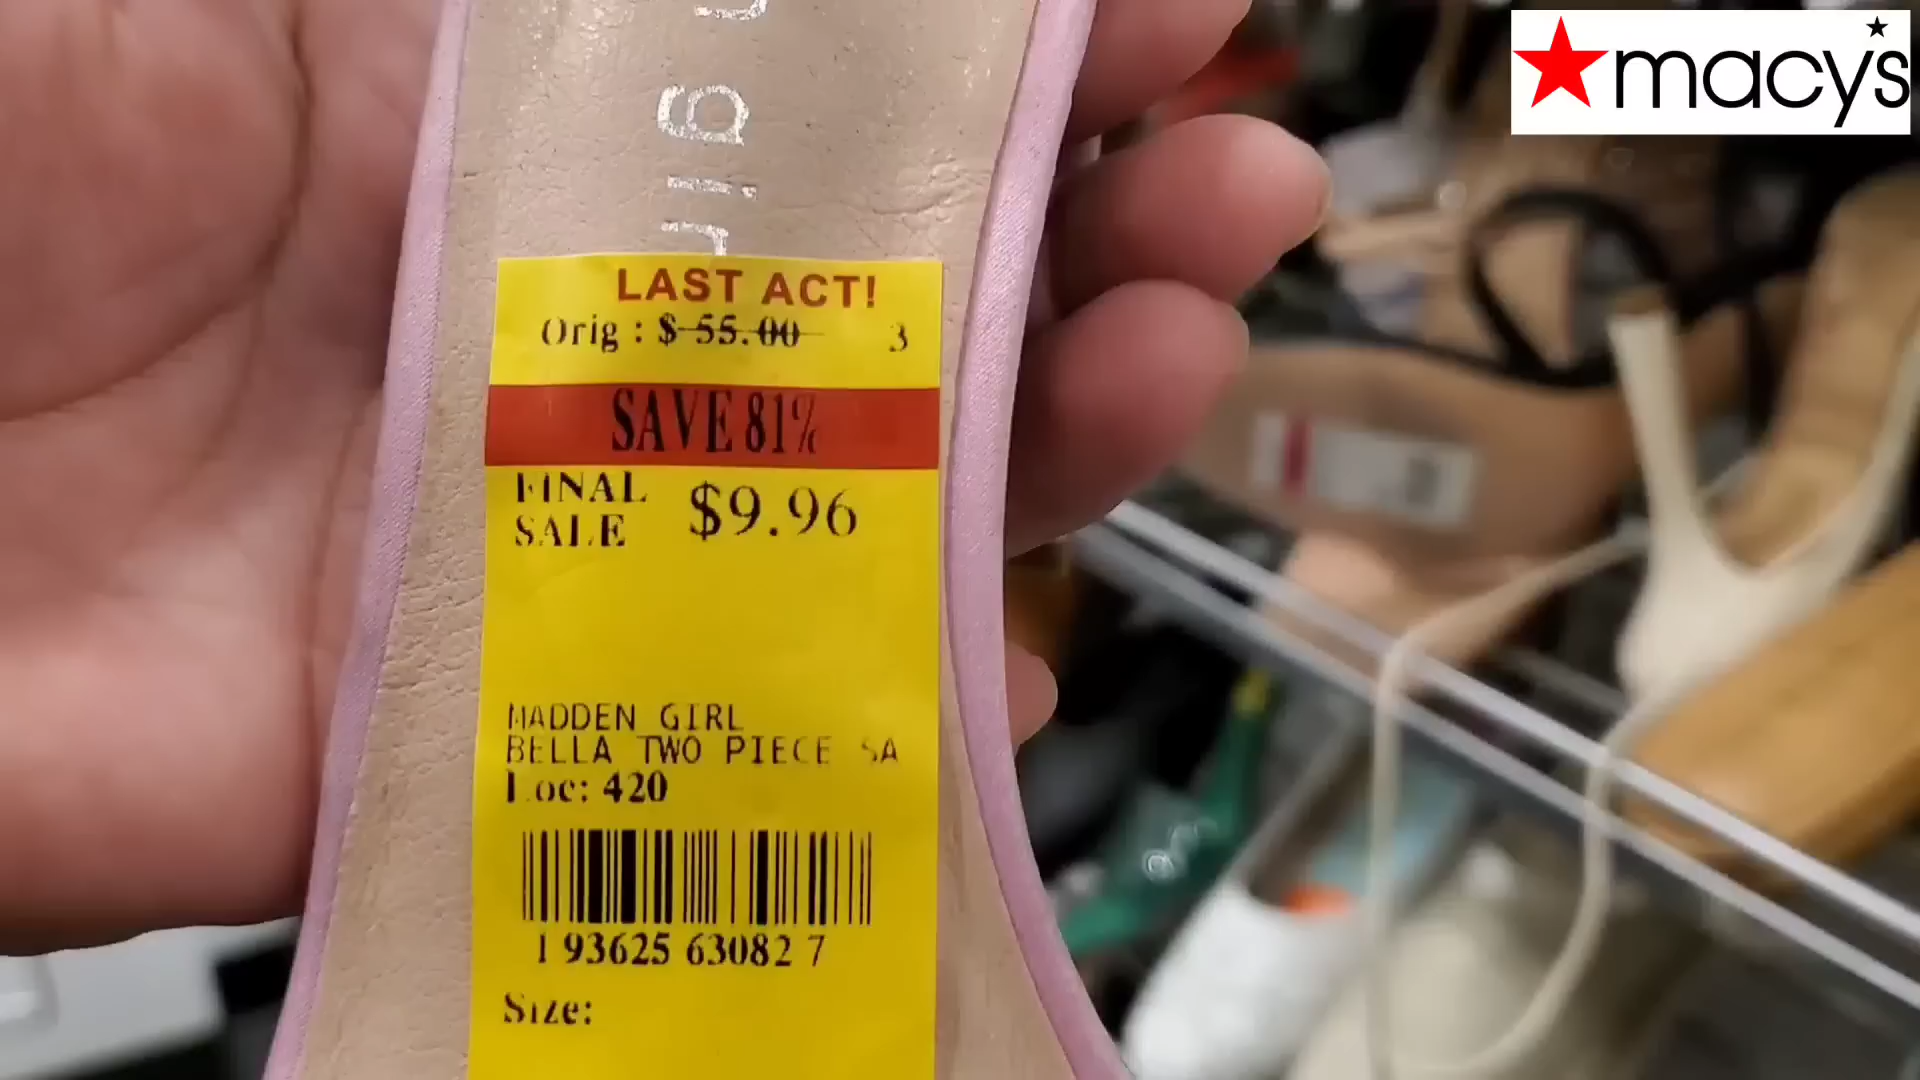 macy's
LAST ACT!
Orig : $ 55.00 3
SAVE 81%
FINAL SALE $9.96
MADDEN GIRL
BELLA TWO PIECE SA
Loc: 420
1 93625 63082 7
Size: